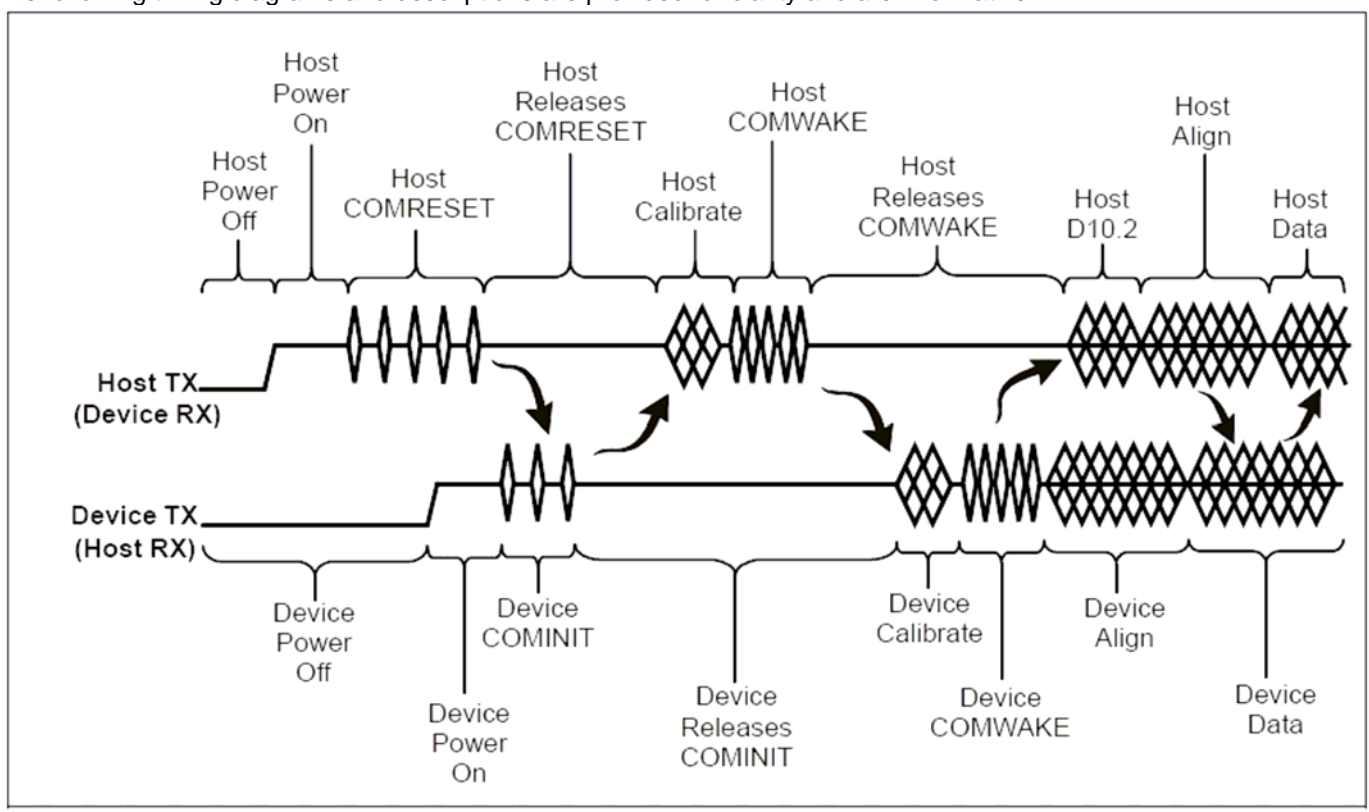 Host
Power
On
Host
Releases
COMRESET
Host
COMWAKE
Host
Align
Host
Power
Off
Host
COMRESET
Host
Calibrate
Host
Releases
COMWAKE
Host
D10.2
Host
Data
Host TX
(Device RX)
Device TX
(Host RX)
Device
Power
Off
Device
COMINIT
Device
Calibrate
Device
Align
Device
Power
On
Device
Releases
COMINIT
Device
COMWAKE
Device
Data